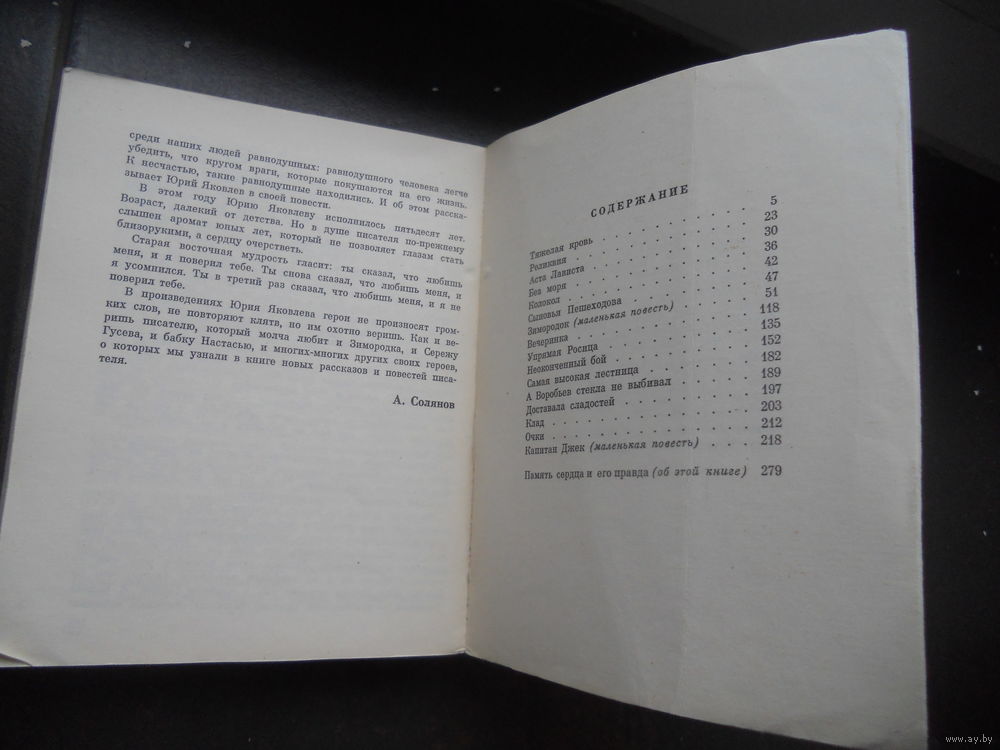 среди наших людей равнодушных: равнодушного человека легче
убедить, что кругом враги, которые покушаются на его жизнь.
К несчастью, такие равнодушные находились. И об этом расска-
зывает Юрий Яковлев в своей повести.
В этом году Юрию Яковлеву исполнилось пятьдесят лет.
Возраст, далекий от детства. Но в душе писателя по-прежнему
слышен аромат юных лет, который не позволяет глазам стать
близорукими, а сердцу очерстветь.
Старая восточная мудрость гласит: ты сказал, что любишь
меня, и я поверил тебе. Ты снова сказал, что любишь меня, и
я усомнился. Ты в третий раз сказал, что любишь меня, и я не
поверил тебе.
В произведениях Юрия Яковлева герои не произносят гром-
ких слов, не повторяют клятв, но им охотно веришь. Как и ве-
ришь писателю, который молча любит и Зимородка, и Сережу
Гусева, и бабку Настасью, и многих-многих других своих героев,
о которых мы узнали в книге новых рассказов и повестей писа-
теля.
А. Солянов
СОДЕРЖАНИЕ
Тяжелая кровь . . . . . . . . 5
Роликаня . . . . . . . . 23
Аста Лависта . . . . . . . . 30
Без моря . . . . . . . . 36
Колокол . . . . . . . . 42
Сыновья Пешеходова . . . . . . . . 47
Зимородок (маленькая повесть) . . . . 51
Вечеринка . . . . . . . . 118
Упрямая Росица . . . . . . . . 135
Неоконченный бой . . . . . . . . 152
Самая высокая лестница . . . . . . . 182
А Воробьев стекла не выбивал . . . . 189
Доставала сладостей . . . . . . . 197
Клад . . . . . . . . 203
Очки . . . . . . . . 212
Капитан Джек (маленькая повесть) . . . 218
Память сердца и его правда (об этой книге) 279
www.ay.by